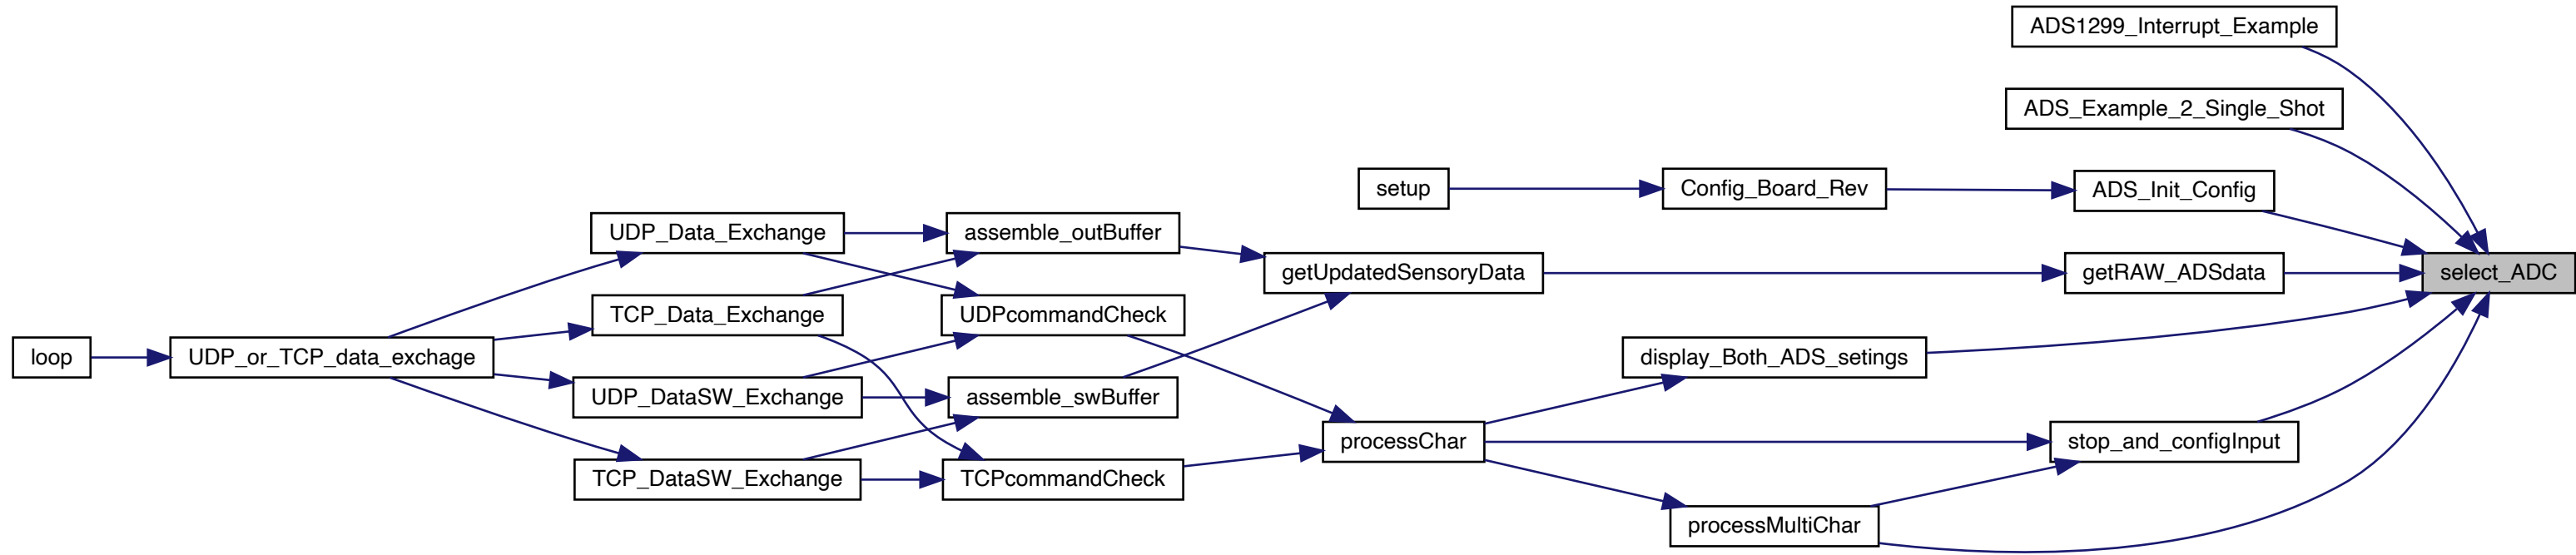 ADS1299_Interrupt_Example
ADS_Example_2_Single_Shot
setup
Config_Board_Rev
ADS_Init_Config
UDP_Data_Exchange
assemble_outBuffer
getUpdatedSensoryData
getRAW_ADSdata
select_ADC
TCP_Data_Exchange
UDPcommandCheck
loop
UDP_or_TCP_data_exchage
display_Both_ADS_setings
UDP_DataSW_Exchange
assemble_swBuffer
processChar
stop_and_configInput
TCP_DataSW_Exchange
TCPcommandCheck
processMultiChar